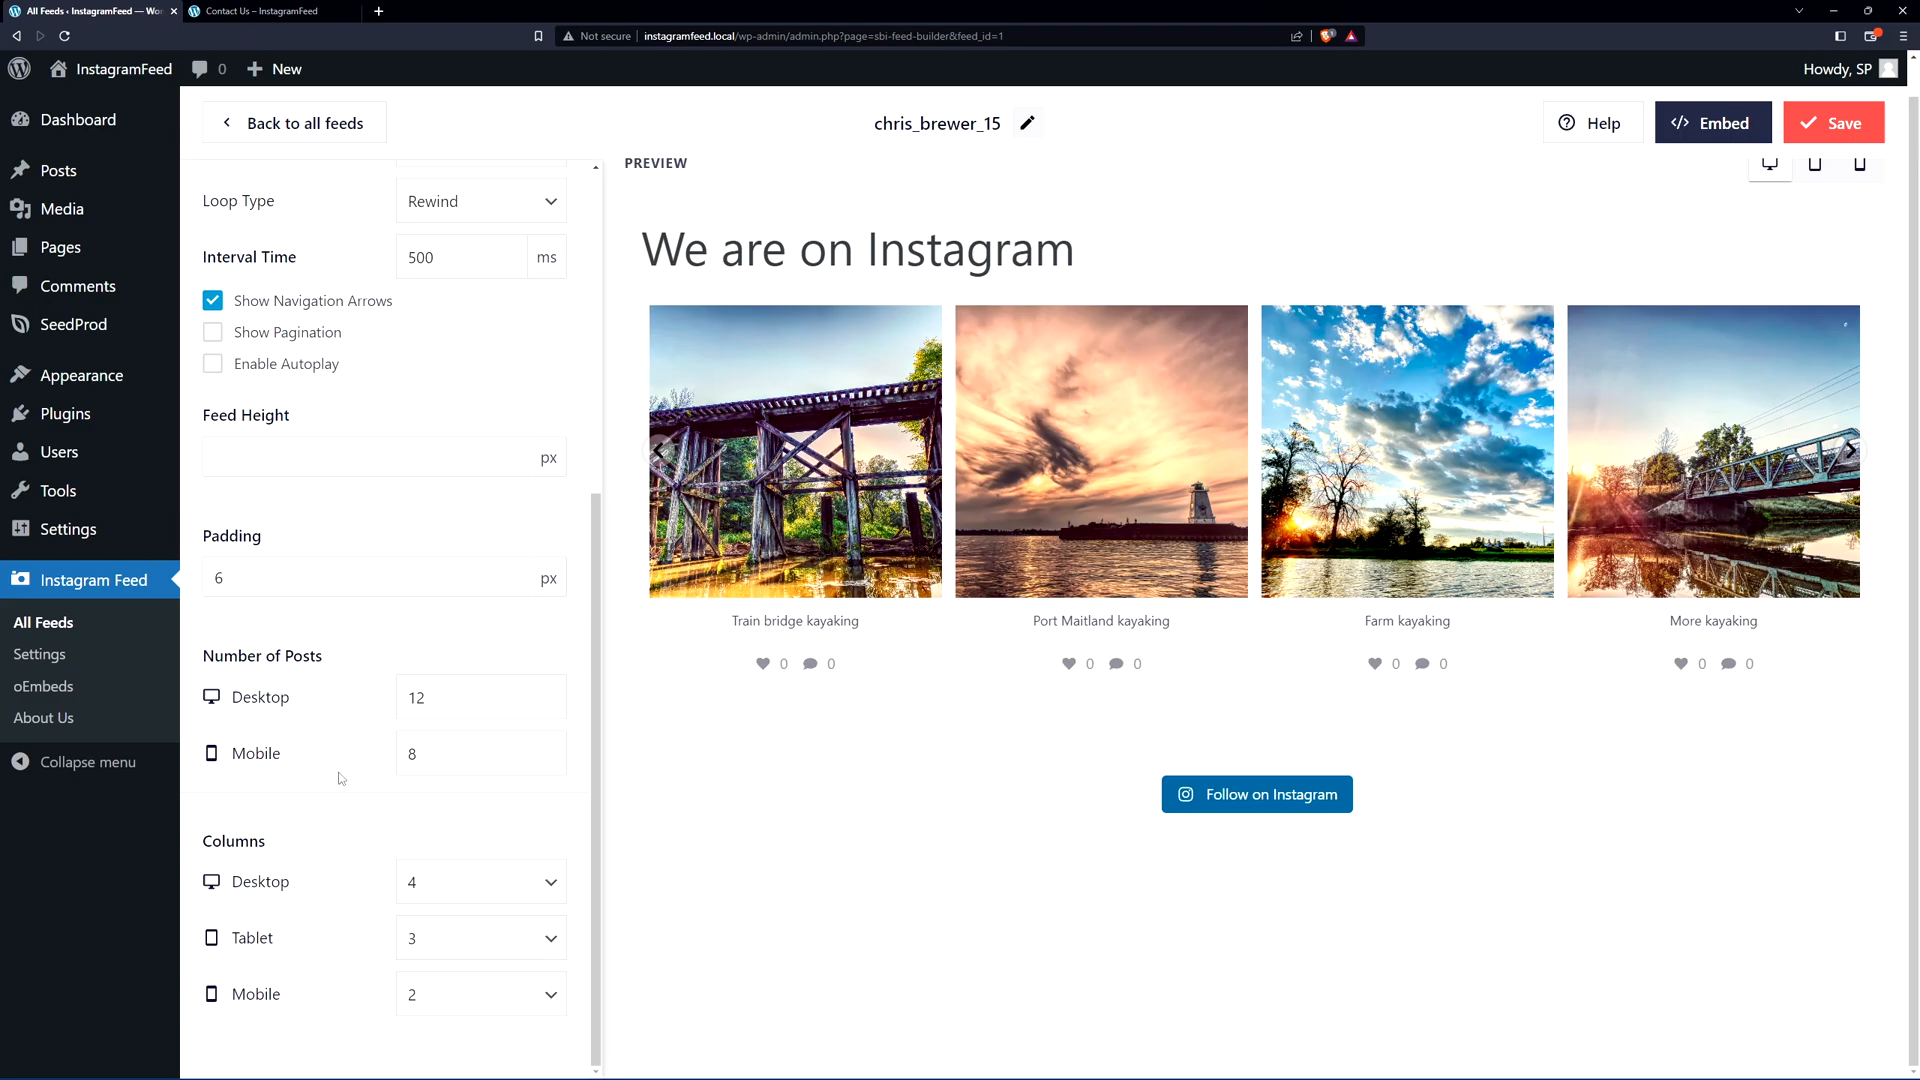 All Feeds ‹ InstagramFeed — Wor
Contact Us – InstagramFeed
Not secure
instagramfeed.local/wp-admin/admin.php?page=sbi-feed-builder&feed_id=1
InstagramFeed
0
New
Howdy, SP
Dashboard
Posts
Media
Pages
Comments
SeedProd
Appearance
Plugins
Users
Tools
Settings
Instagram Feed
All Feeds
Settings
oEmbeds
About Us
Collapse menu
Back to all feeds
chris_brewer_15
Help
Embed
Save
Loop Type
Rewind
Interval Time
500
ms
Show Navigation Arrows
Show Pagination
Enable Autoplay
Feed Height
px
Padding
6
px
Number of Posts
Desktop
12
Mobile
8
Columns
Desktop
4
Tablet
3
Mobile
2
PREVIEW
We are on Instagram
Train bridge kayaking
Port Maitland kayaking
Farm kayaking
More kayaking
0 0
0 0
0 0
0 0
Follow on Instagram